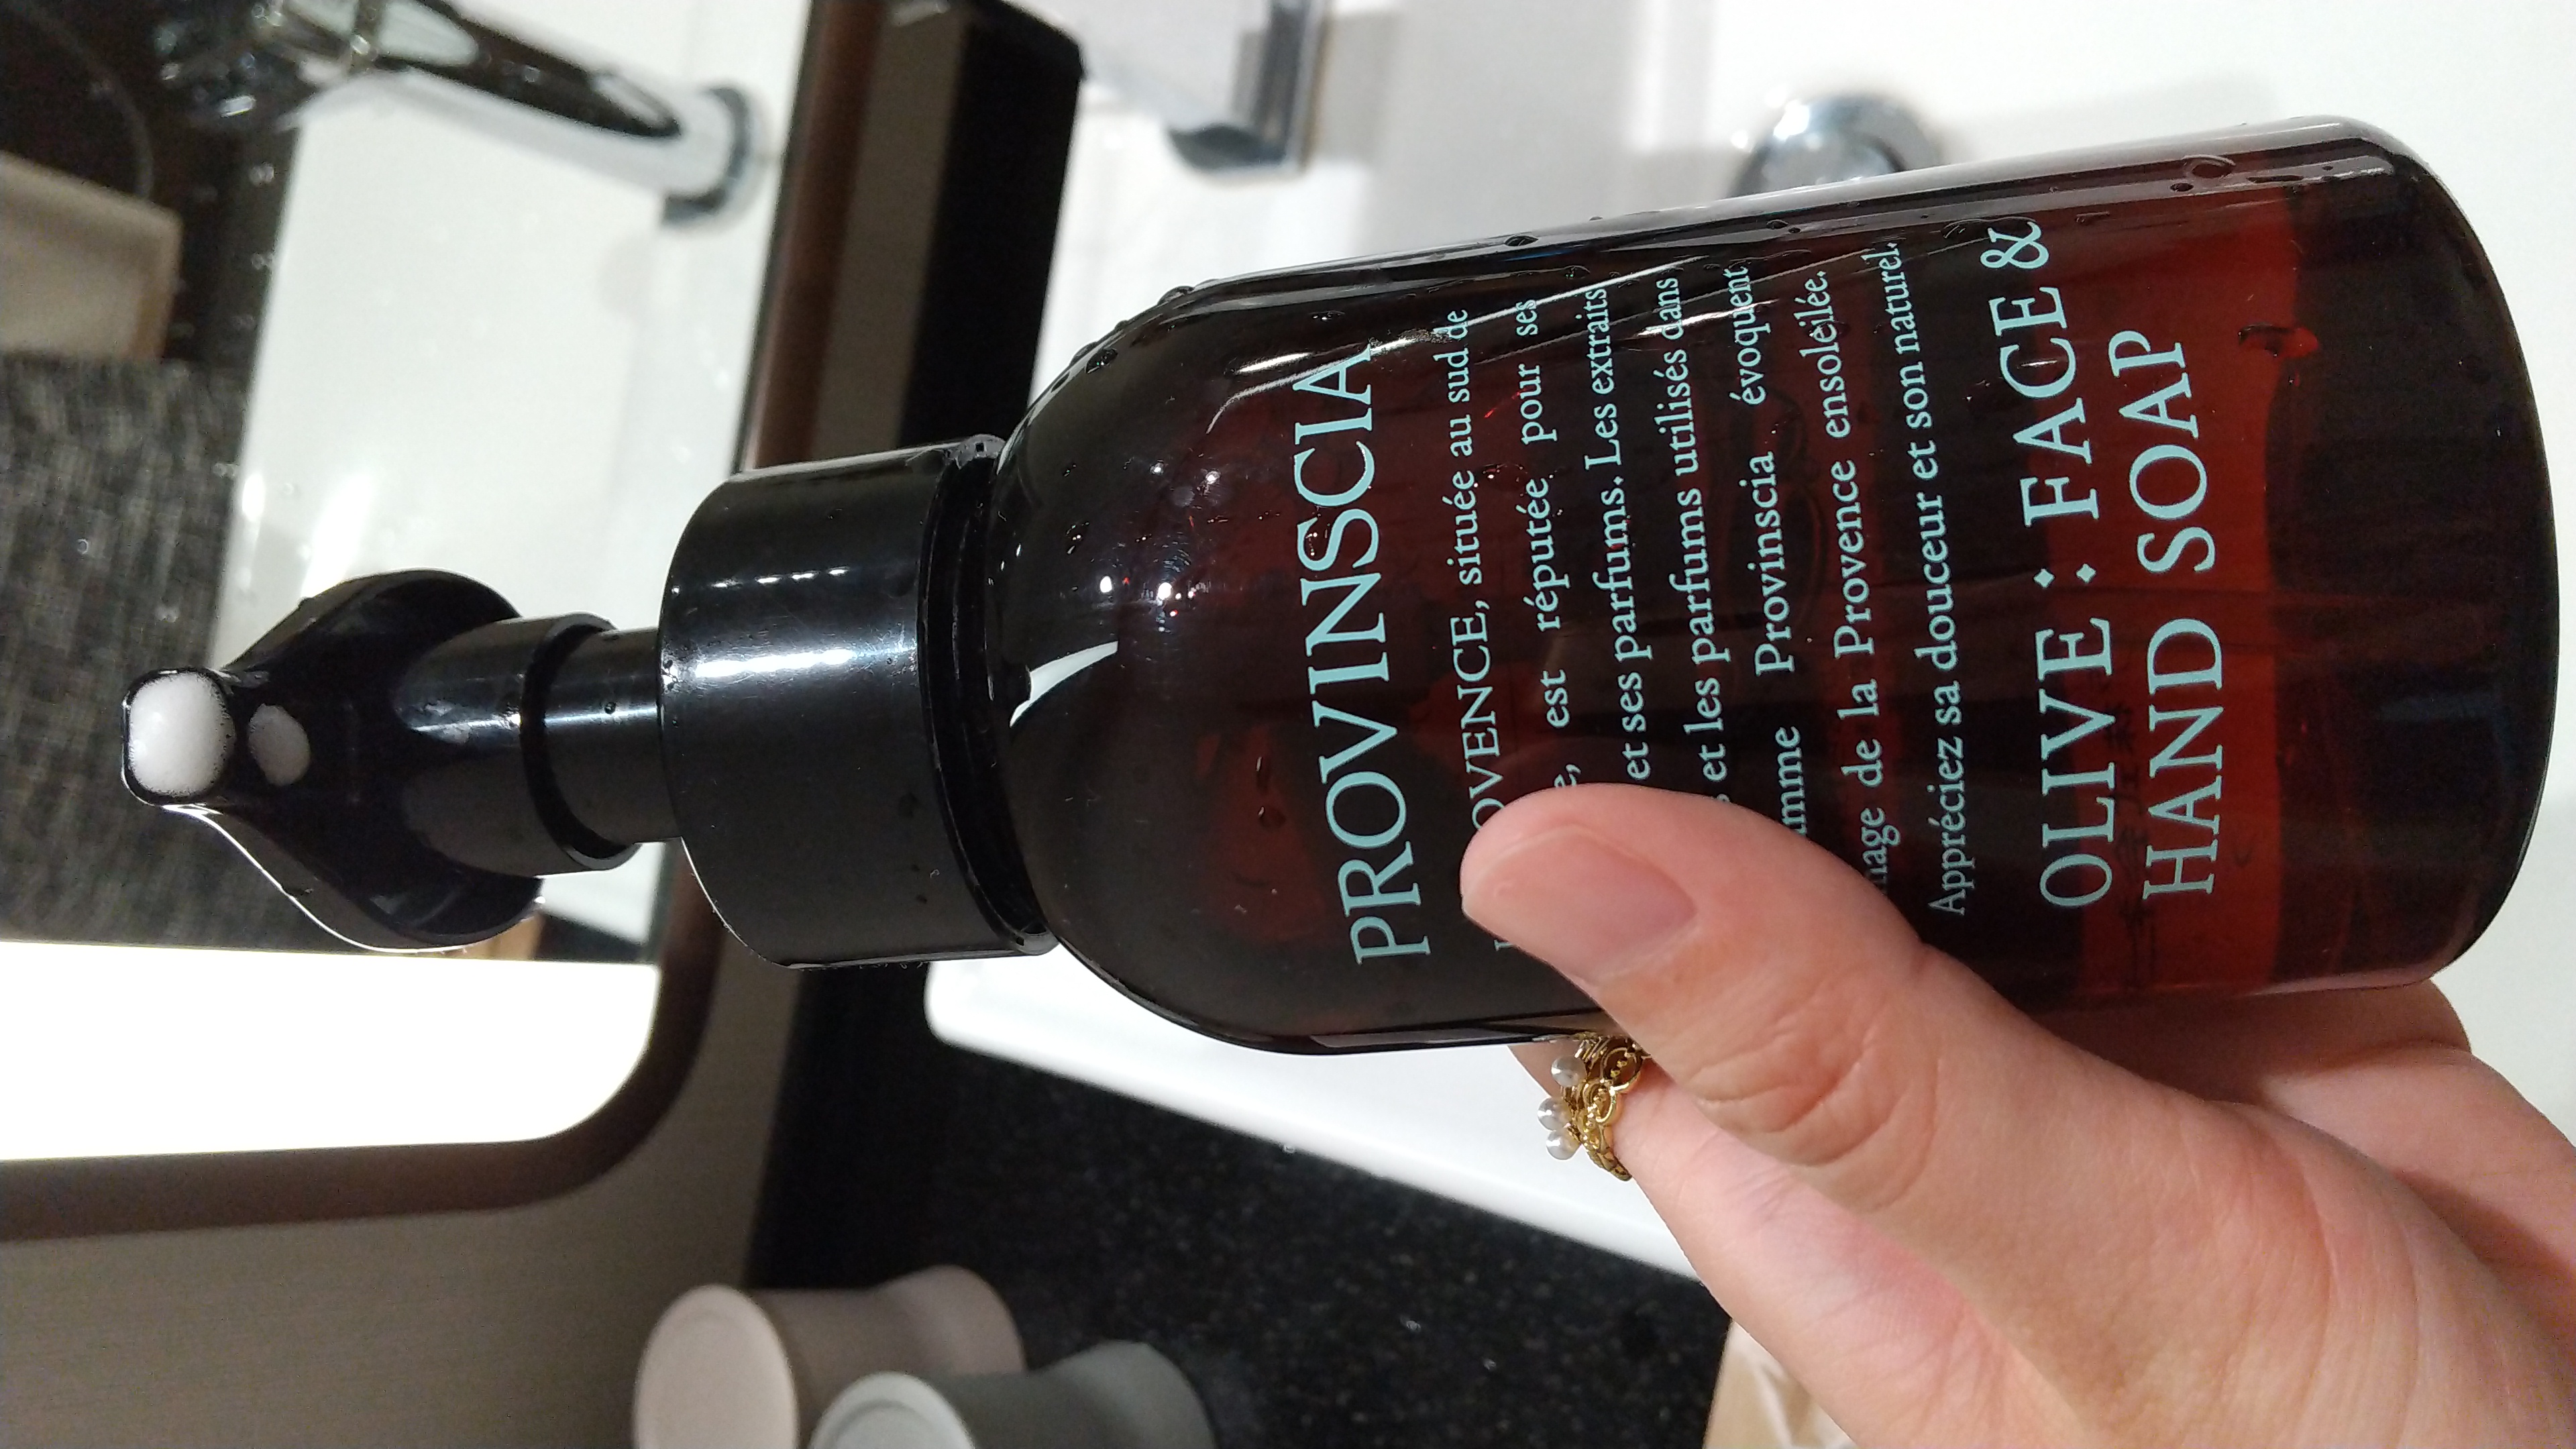 PROVINSCIA
PROVENCE, située au sud de
est réputée pour ses
et ses parfums. Les extraits
et les parfums utilisés dans
Provinscia évoquent
de la Provence ensoleilée.
Appréciez sa douceur et son naturel.
OLIVE : FACE &
HAND SOAP